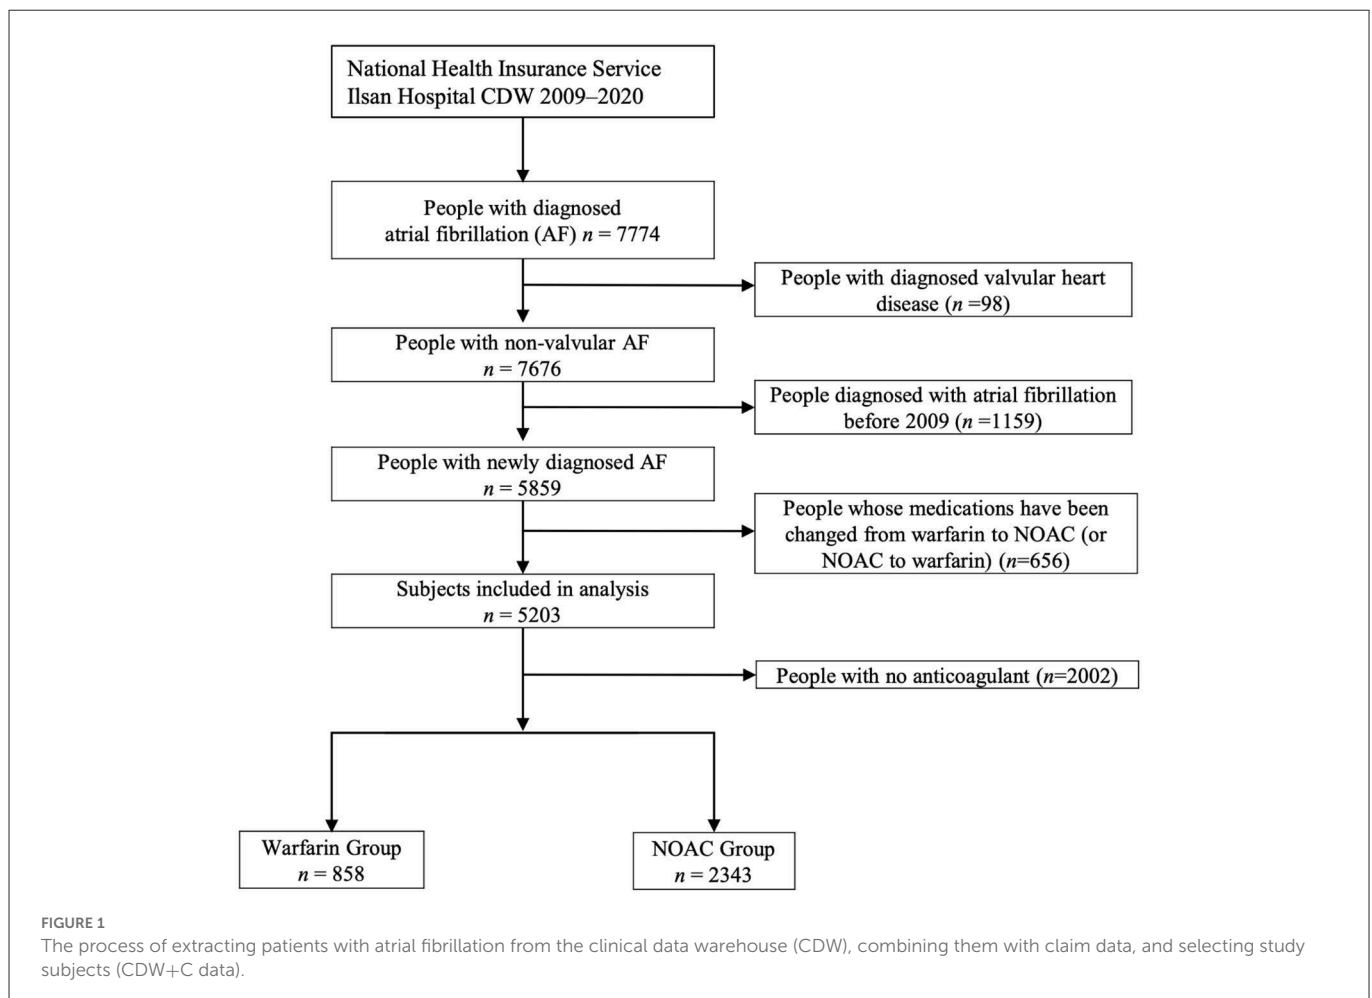 National Health Insurance Service
Ilsan Hospital CDW 2009–2020
People with diagnosed
atrial fibrillation (AF) n = 7774
People with diagnosed valvular heart
disease (n =98)
People with non-valvular AF
n = 7676
People diagnosed with atrial fibrillation
before 2009 (n =1159)
People with newly diagnosed AF
n = 5859
People whose medications have been
changed from warfarin to NOAC (or
NOAC to warfarin) (n=656)
Subjects included in analysis
n = 5203
People with no anticoagulant (n=2002)
Warfarin Group
n = 858
NOAC Group
n = 2343
FIGURE 1
The process of extracting patients with atrial fibrillation from the clinical data warehouse (CDW), combining them with claim data, and selecting study
subjects (CDW+C data).